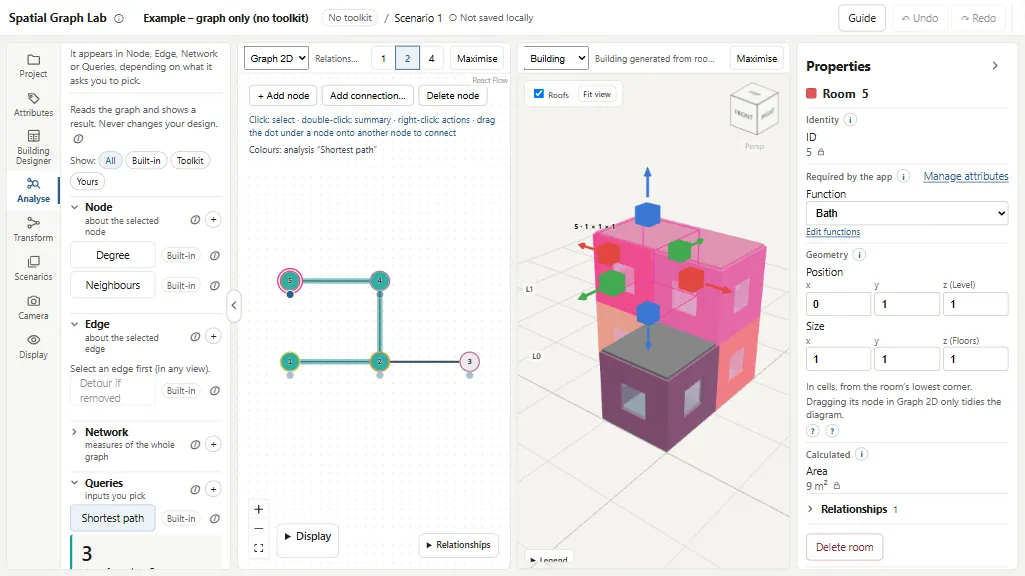 Spatial Graph Lab
Example – graph only (no toolkit)
No toolkit
/ Scenario 1
Not saved locally
Guide
Undo
Redo
Project
Attributes
Building
Designer
Analyse
Transform
Scenarios
Camera
Display
It appears in Node, Edge, Network
or Queries, depending on what it
asks you to pick.
Reads the graph and shows a
result. Never changes your design.
Show:
All
Built-in
Toolkit
Yours
Node
about the selected
node
Degree
Built-in
Neighbours
Built-in
Edge
about the selected
edge
Select an edge first (in any view).
Detour if
removed
Built-in
Network
measures of the whole
graph
Queries
inputs you pick
Shortest path
Built-in
3
Graph 2D
Relations...
1
2
4
Maximise
React Flow
+ Add node
Add connection...
Delete node
Click: select · double-click: summary · right-click: actions · drag
the dot under a node onto another node to connect
Colours: analysis "Shortest path"
5
4
1
2
3
+
−
Display
Relationships
Building
Building generated from roo...
Maximise
Roofs
Fit view
FRONT
RIGHT
Persp
5 · 1 × 1 × 1
L1
L0
Legend
Properties
Room 5
Identity
ID
5
Required by the app
Manage attributes
Function
Bath
Edit functions
Geometry
Position
x
y
z (Level)
0
1
1
Size
x
y
z (Floors)
1
1
1
In cells, from the room's lowest corner.
Dragging its node in Graph 2D only tidies the
diagram.
?
?
Calculated
Area
9 m²
Relationships 1
Delete room